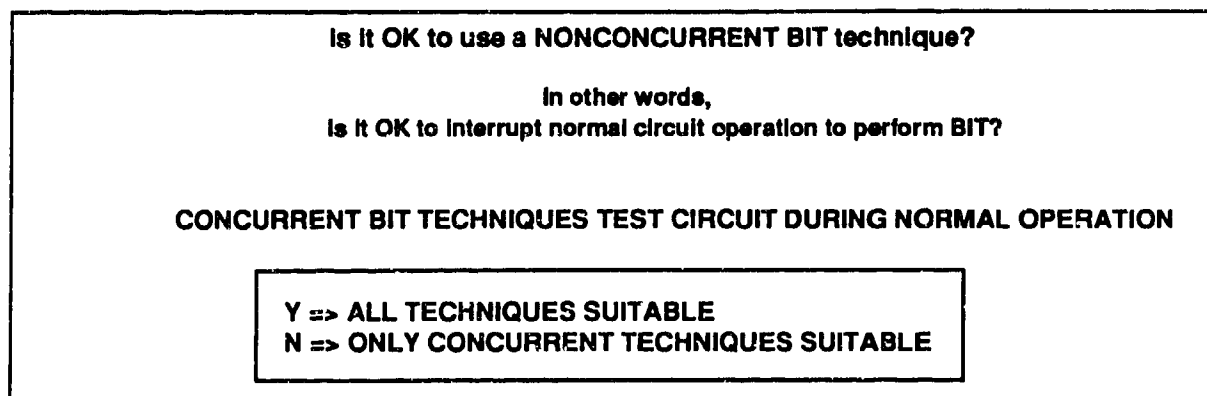 Is it OK to use a NONCONCURRENT BIT technique?
In other words,
Is it OK to interrupt normal circuit operation to perform BIT?
CONCURRENT BIT TECHNIQUES TEST CIRCUIT DURING NORMAL OPERATION
Y => ALL TECHNIQUES SUITABLE
N => ONLY CONCURRENT TECHNIQUES SUITABLE